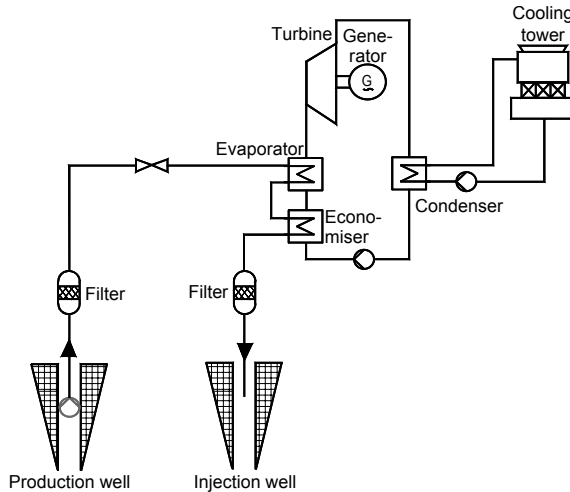 Cooling
tower
Turbine
Gene-
rator
G
Evaporator
Econo-
miser
Condenser
Filter
Filter
Production well
Injection well